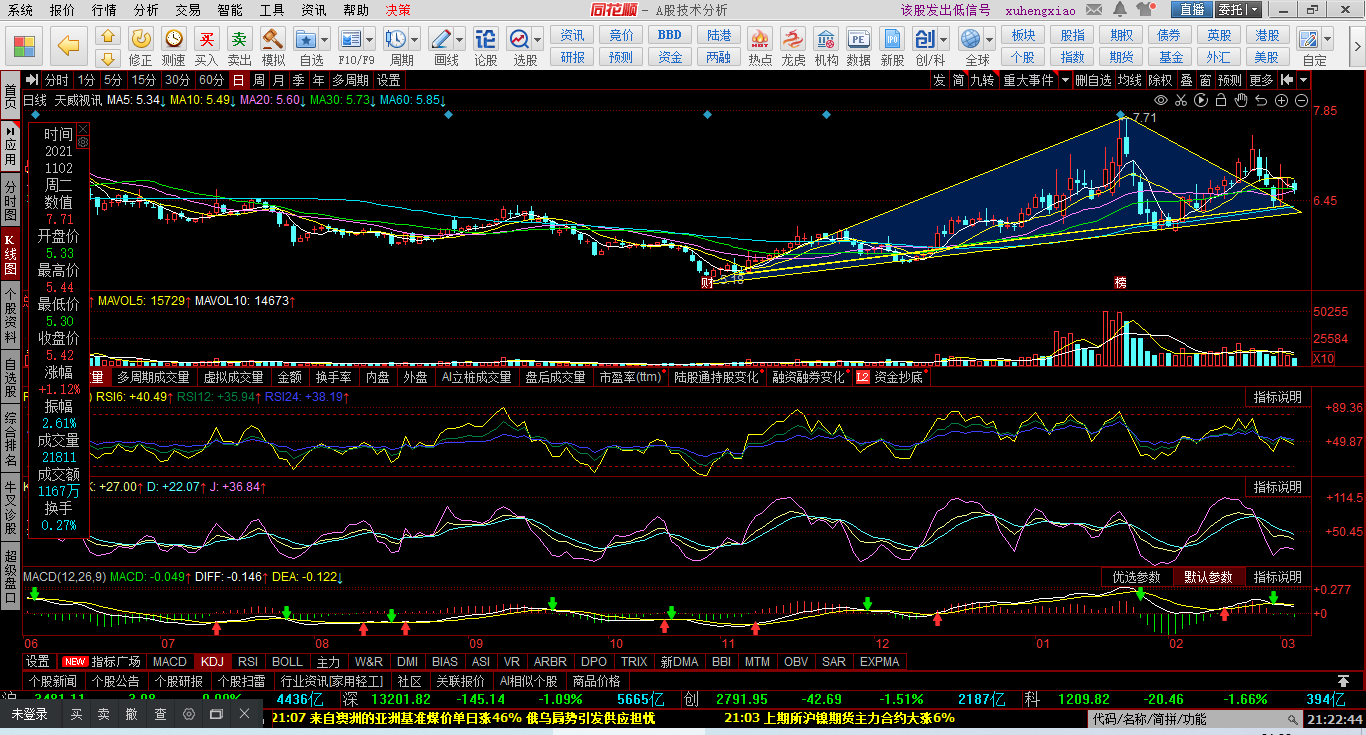 系统 报价 行情 分析 交易 智能 工具 资讯 帮助 决策 同花顺 - A股技术分析 该股发出低信号 xuhengxiao 直播 委托
修正 测速 买入 卖出 模拟 自选 F10/F9 周期 画线 论股 选股 资讯 竞价 BBD 陆港 热点 龙虎 机构 数据 新股 创/科 全球 板块 股指 期权 债券 英股 港股 自定
买 卖 论 PE IPO 创 HOT
研报 预测 资金 两融 个股 指数 期货 基金 外汇 美股
分时 1分 5分 15分 30分 60分 日 周 月 季 年 多周期 设置 发 简 九转 重大事件 删自选 均线 除权 叠 窗 预测 更多
日线 天威视讯 MA5: 5.34↓ MA10: 5.49↓ MA20: 5.60↓ MA30: 5.73↓ MA60: 5.85↓
首页
应用
分时图
K线图
个股资料
自选股
综合排名
牛叉诊股
超级盘口
时间
2021
1102
周二
数值
7.71
开盘价
5.33
最高价
5.44
最低价
5.30
收盘价
5.42
涨幅
+1.12%
振幅
2.61%
成交量
21811
成交额
1167万
换手
0.27%
7.85
7.71
6.45
财
榜
MAVOL5: 15729↑ MAVOL10: 14673↑
50255
25584
X10
量 多周期成交量 虚拟成交量 金额 换手率 内盘 外盘 AI立桩成交量 盘后成交量 市盈率(ttm) 陆股通持股变化 融资融券变化 L2 资金抄底
RSI6: +40.49↑ RSI12: +35.94↑ RSI24: +38.19↑ 指标说明
+89.36
+49.87
K: +27.00↑ D: +22.07↑ J: +36.84↑ 指标说明
+114.5
+50.45
MACD(12,26,9) MACD: -0.049↑ DIFF: -0.146↑ DEA: -0.122↓ 优选参数 默认参数 指标说明
+0.277
+0
06 07 08 09 10 11 12 01 02 03
设置 NEW 指标广场 MACD KDJ RSI BOLL 主力 W&R DMI BIAS ASI VR ARBR DPO TRIX 新DMA BBI MTM OBV SAR EXPMA
个股新闻 个股公告 个股研报 个股扫雷 行业资讯[家用轻工] 社区 关联报价 AI相似个股 商品价格
沪 3481.11 4436亿 深 13201.82 -145.14 -1.09% 5665亿 创 2791.95 -42.69 -1.51% 2187亿 科 1209.82 -20.46 -1.66% 394亿
未登录 买 卖 撤 查 21:07 来自澳洲的亚洲基准煤价单日涨46% 俄乌局势引发供应担忧 21:03 上期所沪镍期货主力合约大涨6% 代码/名称/简拼/功能 21:22:44